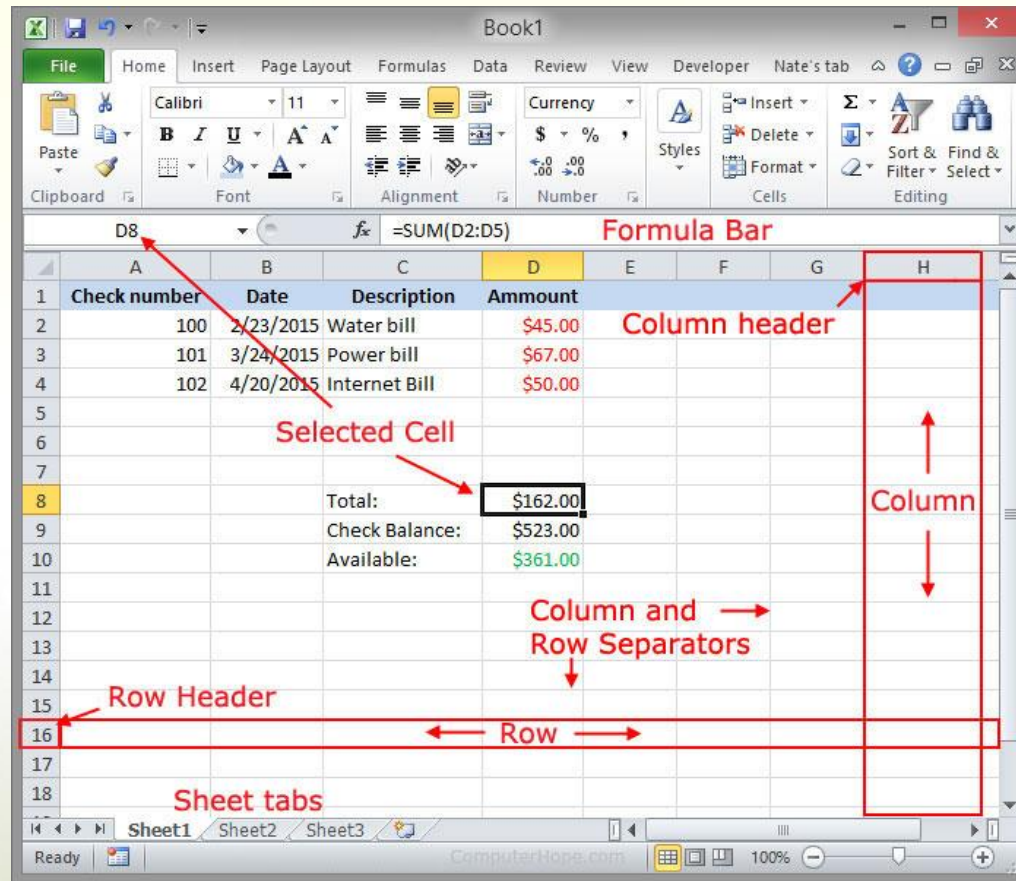 Book1
File Home Insert Page Layout Formulas Data Review View Developer Nate's tab
Calibri 11 Currency Insert
B I U A A $ % , Delete
Paste A Styles Format Sort & Find &
Filter Select
Clipboard Font Alignment Number Cells Editing
D8 fx =SUM(D2:D5) Formula Bar
A B C D E F G H
1 Check number Date Description Ammount
2 100 2/23/2015 Water bill $45.00 Column header
3 101 3/24/2015 Power bill $67.00
4 102 4/20/2015 Internet Bill $50.00
5
6 Selected Cell
7
8 Total: $162.00 Column
9 Check Balance: $523.00
10 Available: $361.00
11
12 Column and
13 Row Separators
14
15 Row Header
16 Row
17
18 Sheet tabs
Sheet1 Sheet2 Sheet3
Ready ComputerHope.com 100%